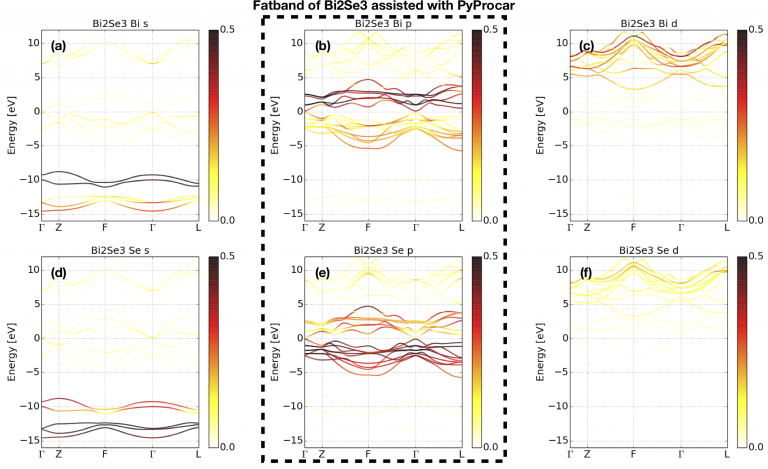 Fatband of Bi2Se3 assisted with PyProcar
Bi2Se3 Bi s
Bi2Se3 Bi p
Bi2Se3 Bi d
(a)
(b)
(c)
Energy [eV]
10
5
0
−5
−10
−15
Γ Z F Γ L
0.5
0.0
Energy [eV]
10
5
0
−5
−10
−15
Γ Z F Γ L
0.5
0.0
Energy [eV]
10
5
0
−5
−10
−15
Γ Z F Γ L
0.5
0.0
Bi2Se3 Se s
Bi2Se3 Se p
Bi2Se3 Se d
(d)
(e)
(f)
Energy [eV]
10
5
0
−5
−10
−15
Γ Z F Γ L
0.5
0.0
Energy [eV]
10
5
0
−5
−10
−15
Γ Z F Γ L
0.5
0.0
Energy [eV]
10
5
0
−5
−10
−15
Γ Z F Γ L
0.5
0.0